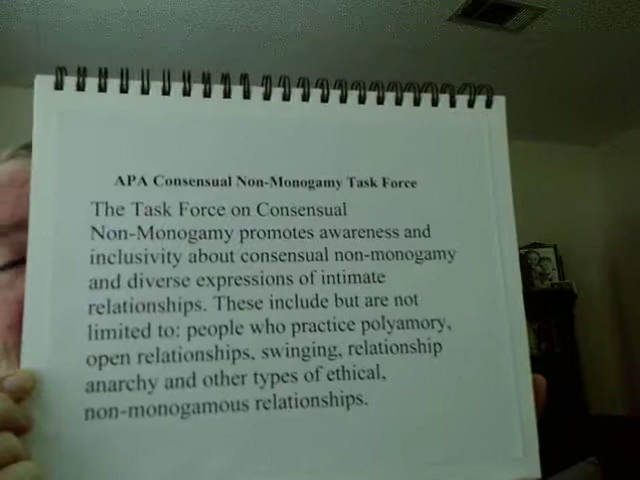 APA Consensual Non-Monogamy Task Force
The Task Force on Consensual
Non-Monogamy promotes awareness and
inclusivity about consensual non-monogamy
and diverse expressions of intimate
relationships. These include but are not
limited to: people who practice polyamory,
open relationships, swinging, relationship
anarchy and other types of ethical,
non-monogamous relationships.